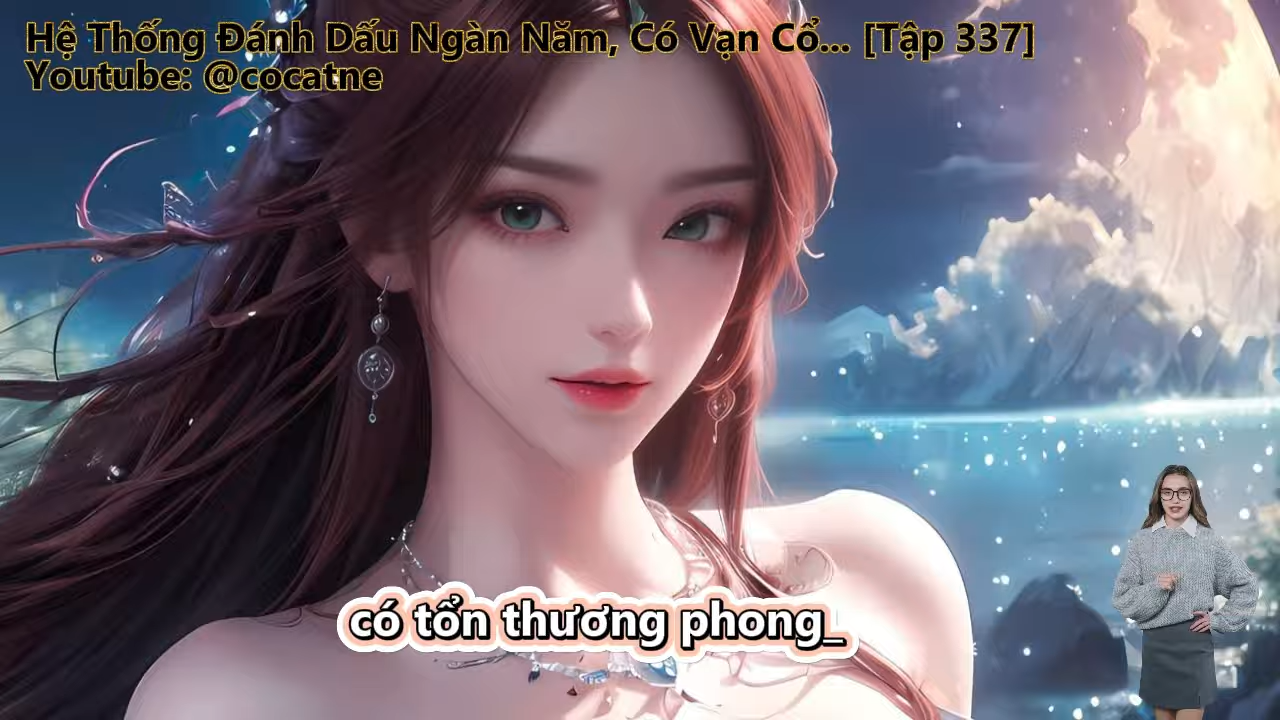 Hệ Thống Đánh Dấu Ngàn Năm, Có Vạn Cổ... [Tập 337]
Youtube: @cocatne
có tổn thương phong_